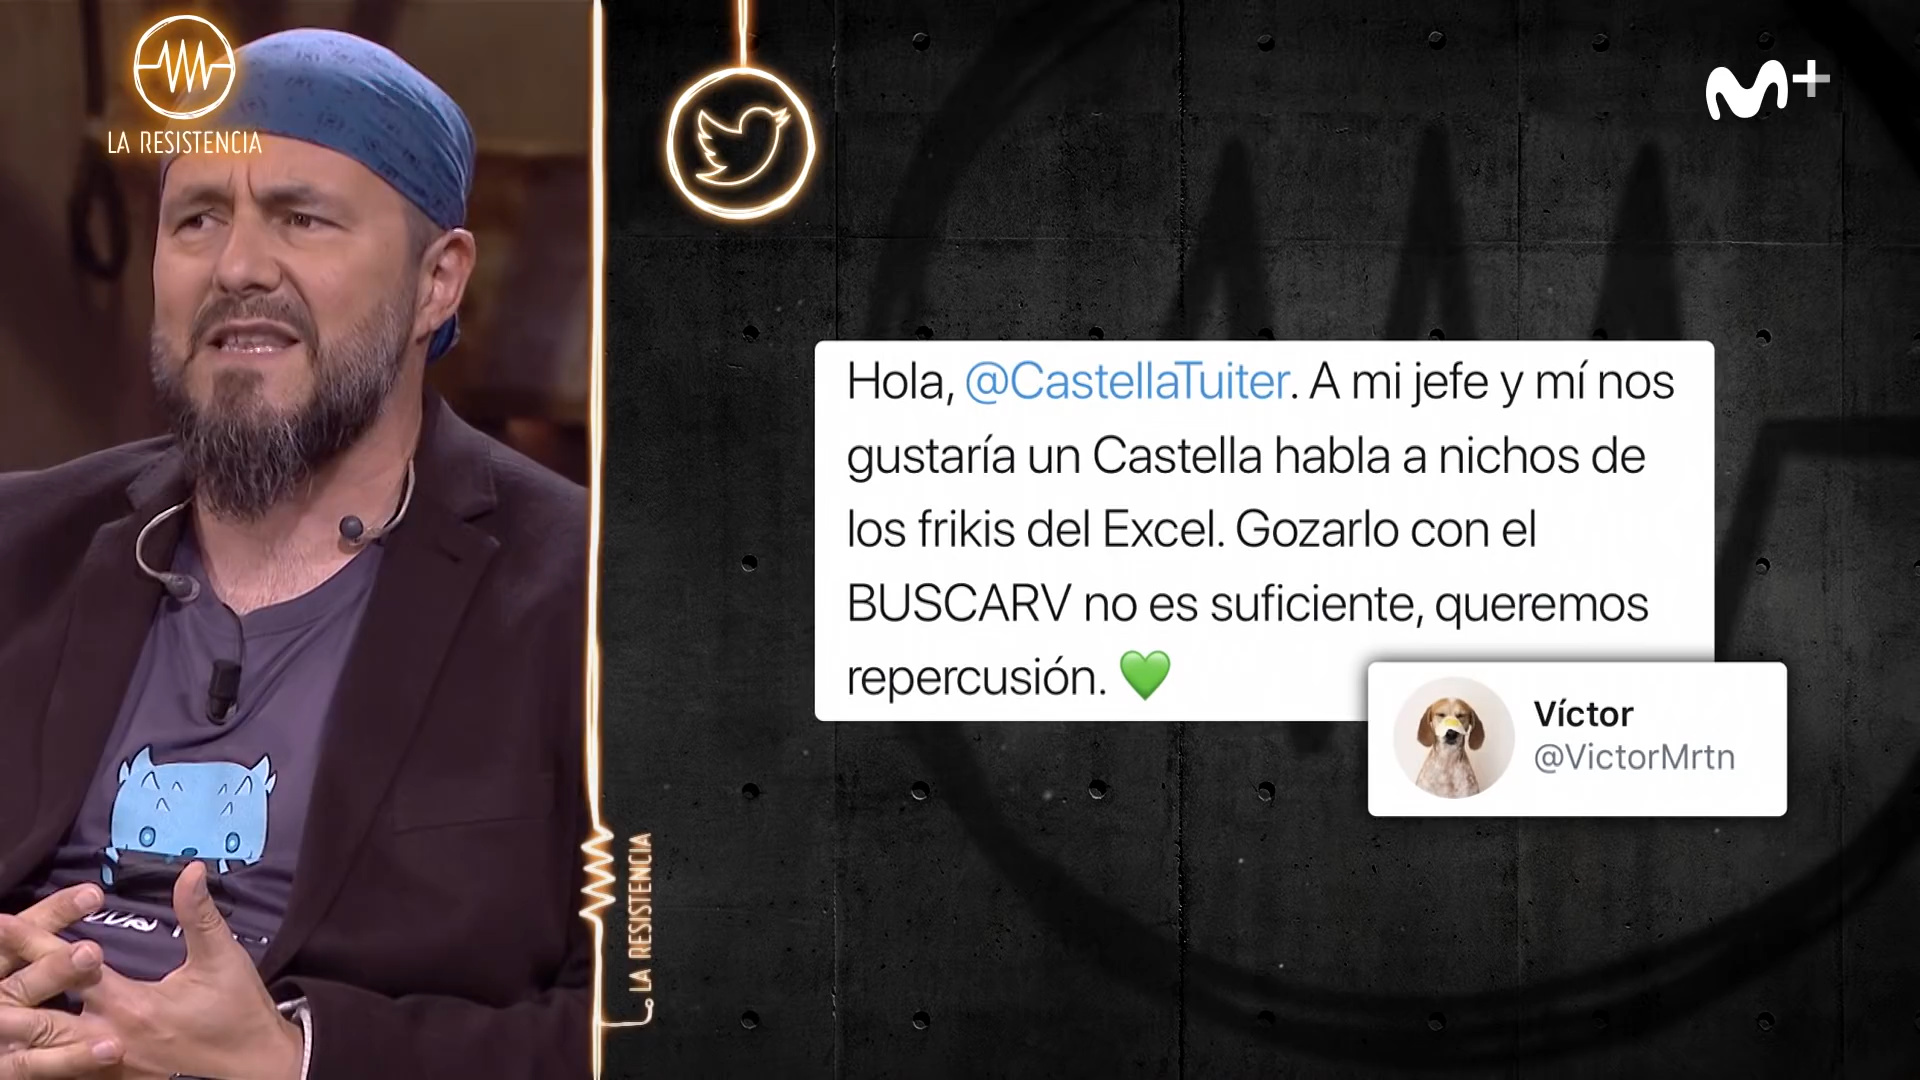 LA RESISTENCIA
M+
Hola, @CastellaTuiter. A mi jefe y mí nos
gustaría un Castella habla a nichos de
los frikis del Excel. Gozarlo con el
BUSCARV no es suficiente, queremos
repercusión. 💚
Víctor
@VictorMrtn
LA RESISTENCIA